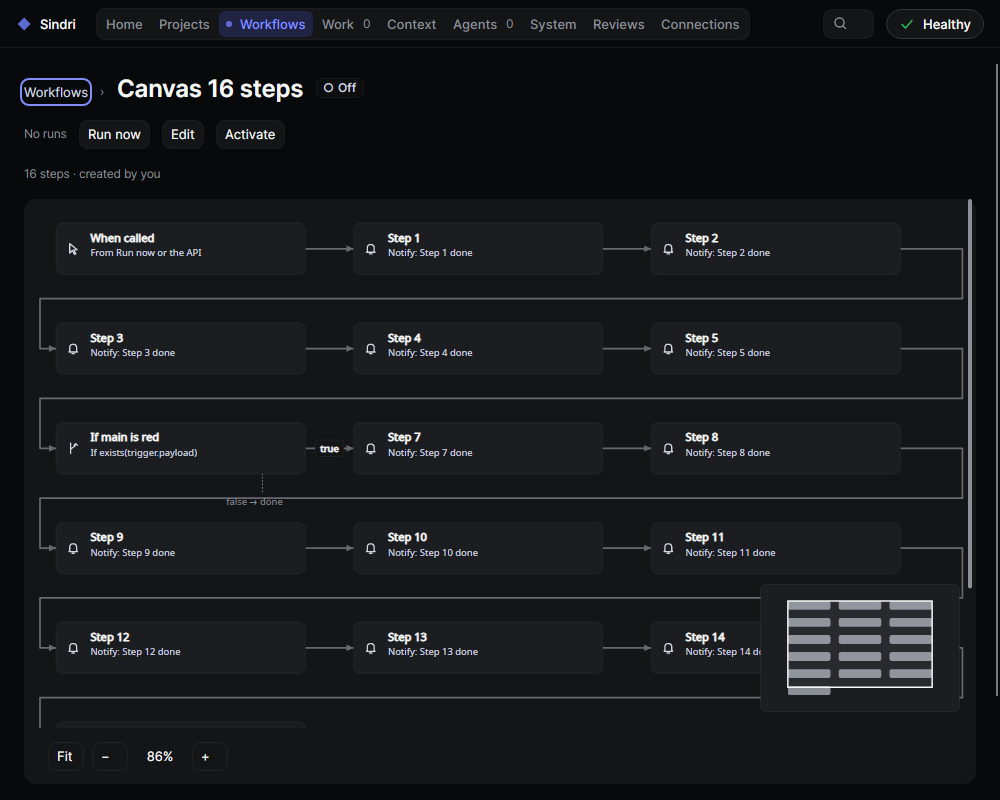 Sindri
Home Projects Workflows Work 0 Context Agents 0 System Reviews Connections
Healthy
Workflows › Canvas 16 steps Off
No runs Run now Edit Activate
16 steps · created by you
When called
From Run now or the API
Step 1
Notify: Step 1 done
Step 2
Notify: Step 2 done
Step 3
Notify: Step 3 done
Step 4
Notify: Step 4 done
Step 5
Notify: Step 5 done
If main is red
If exists(trigger.payload)
true
Step 7
Notify: Step 7 done
Step 8
Notify: Step 8 done
false → done
Step 9
Notify: Step 9 done
Step 10
Notify: Step 10 done
Step 11
Notify: Step 11 done
Step 12
Notify: Step 12 done
Step 13
Notify: Step 13 done
Step 14
Notify: Step 14 do
Fit − 86% +